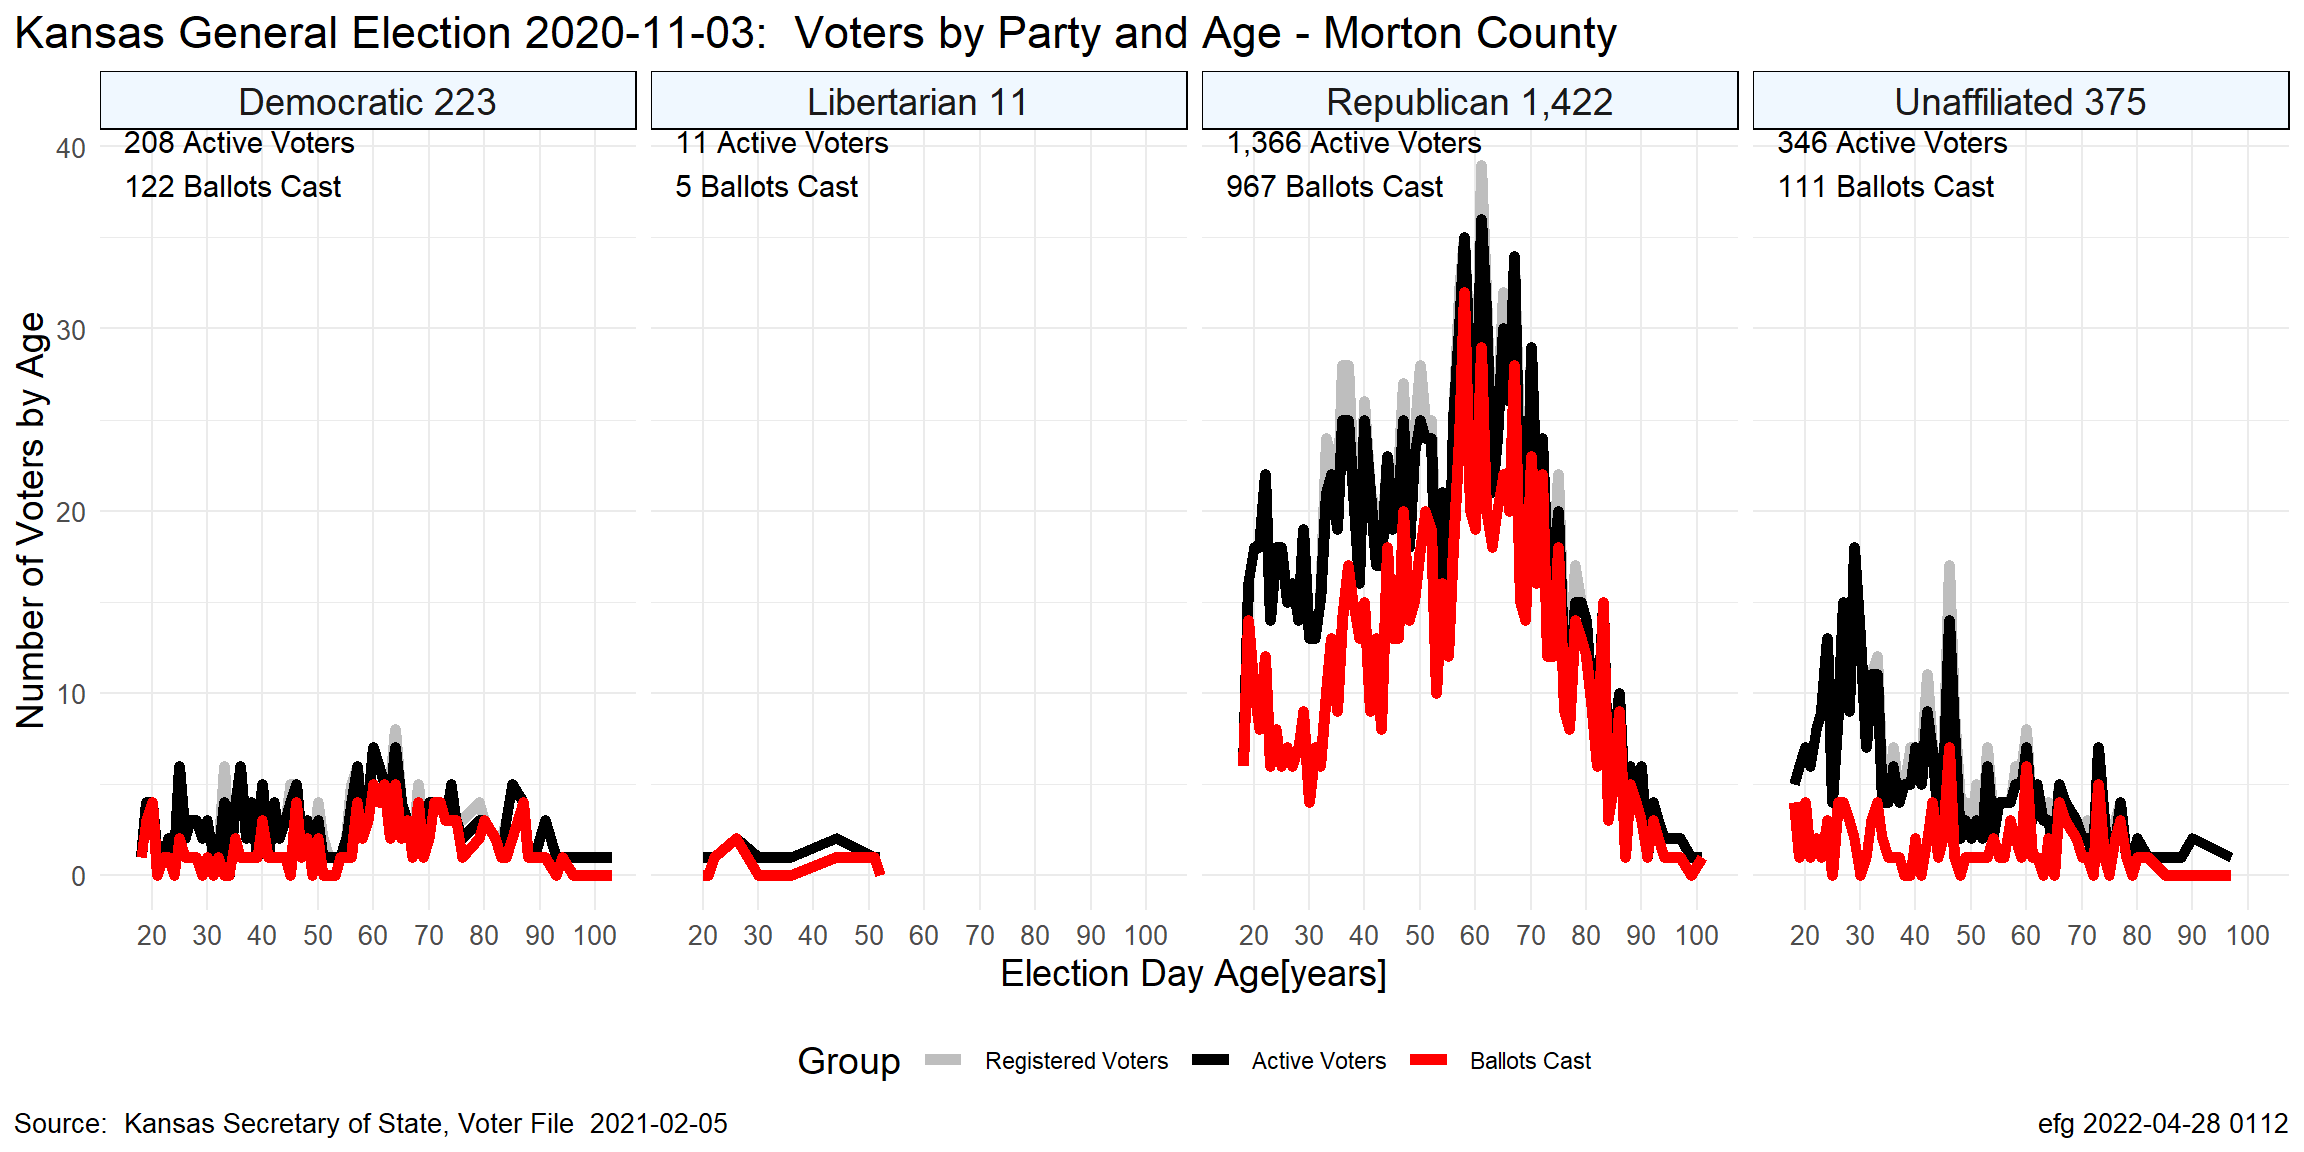 Kansas General Election 2020-11-03:  Voters by Party and Age - Morton County
Democratic 223
Libertarian 11
Republican 1,422
Unaffiliated 375
208 Active Voters
122 Ballots Cast
11 Active Voters
5 Ballots Cast
1,366 Active Voters
967 Ballots Cast
346 Active Voters
111 Ballots Cast
Number of Voters by Age
40
30
20
10
0
20 30 40 50 60 70 80 90 100
20 30 40 50 60 70 80 90 100
20 30 40 50 60 70 80 90 100
20 30 40 50 60 70 80 90 100
Election Day Age[years]
Group Registered Voters Active Voters Ballots Cast
Source:  Kansas Secretary of State, Voter File  2021-02-05
efg 2022-04-28 0112